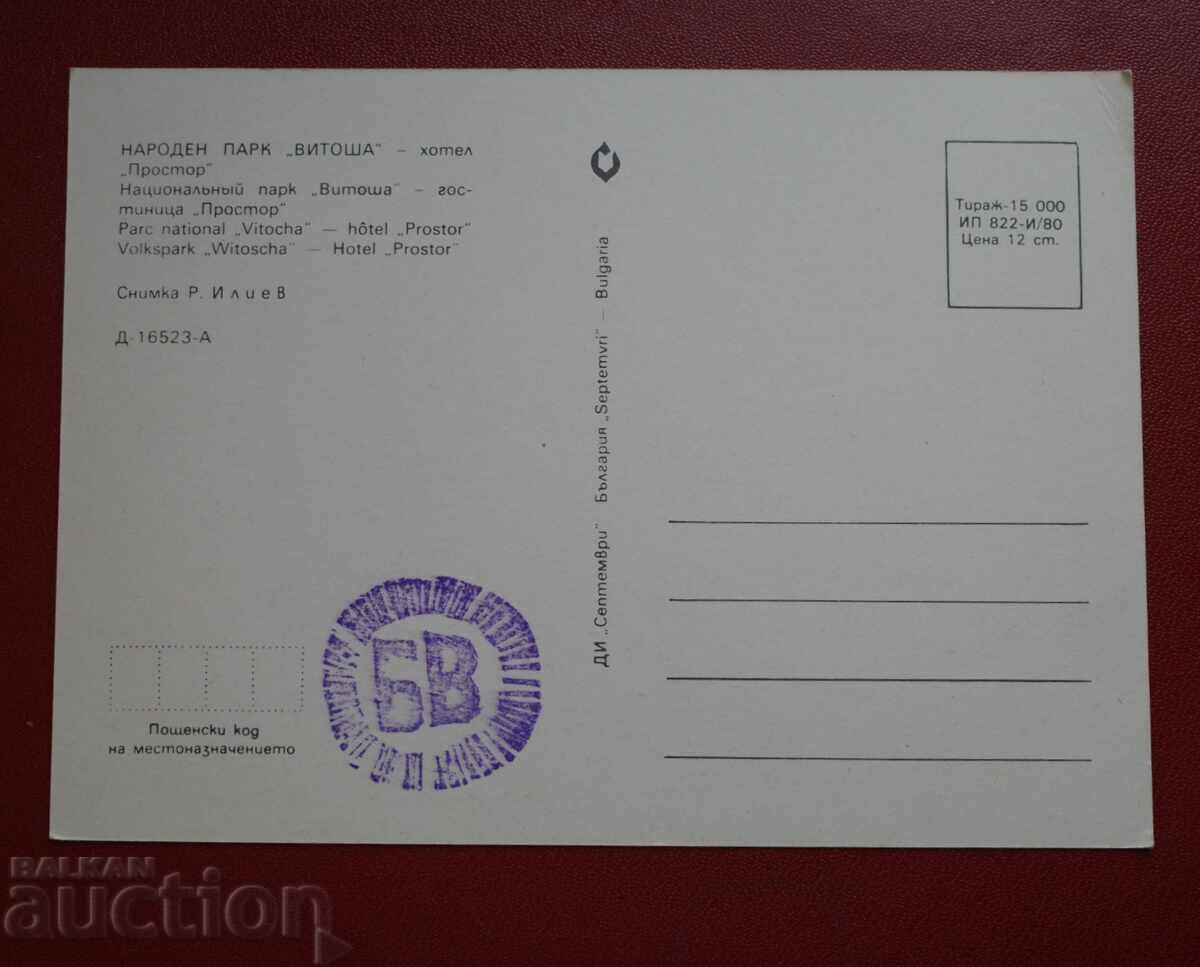 НАРОДЕН ПАРК „ВИТОША" – хотел
„Простор"
Национальный парк „Витоша" – гос-
тиница „Простор"
Parc national „Vitocha" — hôtel „Prostor"
Volkspark „Witoscha" — Hotel „Prostor"
Снимка Р. Илиев
Д-16523-А
ДИ „Септември" България „Septemvri" – Bulgaria
Тираж-15 000
ИП 822-И/80
Цена 12 ст.
БВ
Пощенски код
на местоназначението
BALKAN
auction